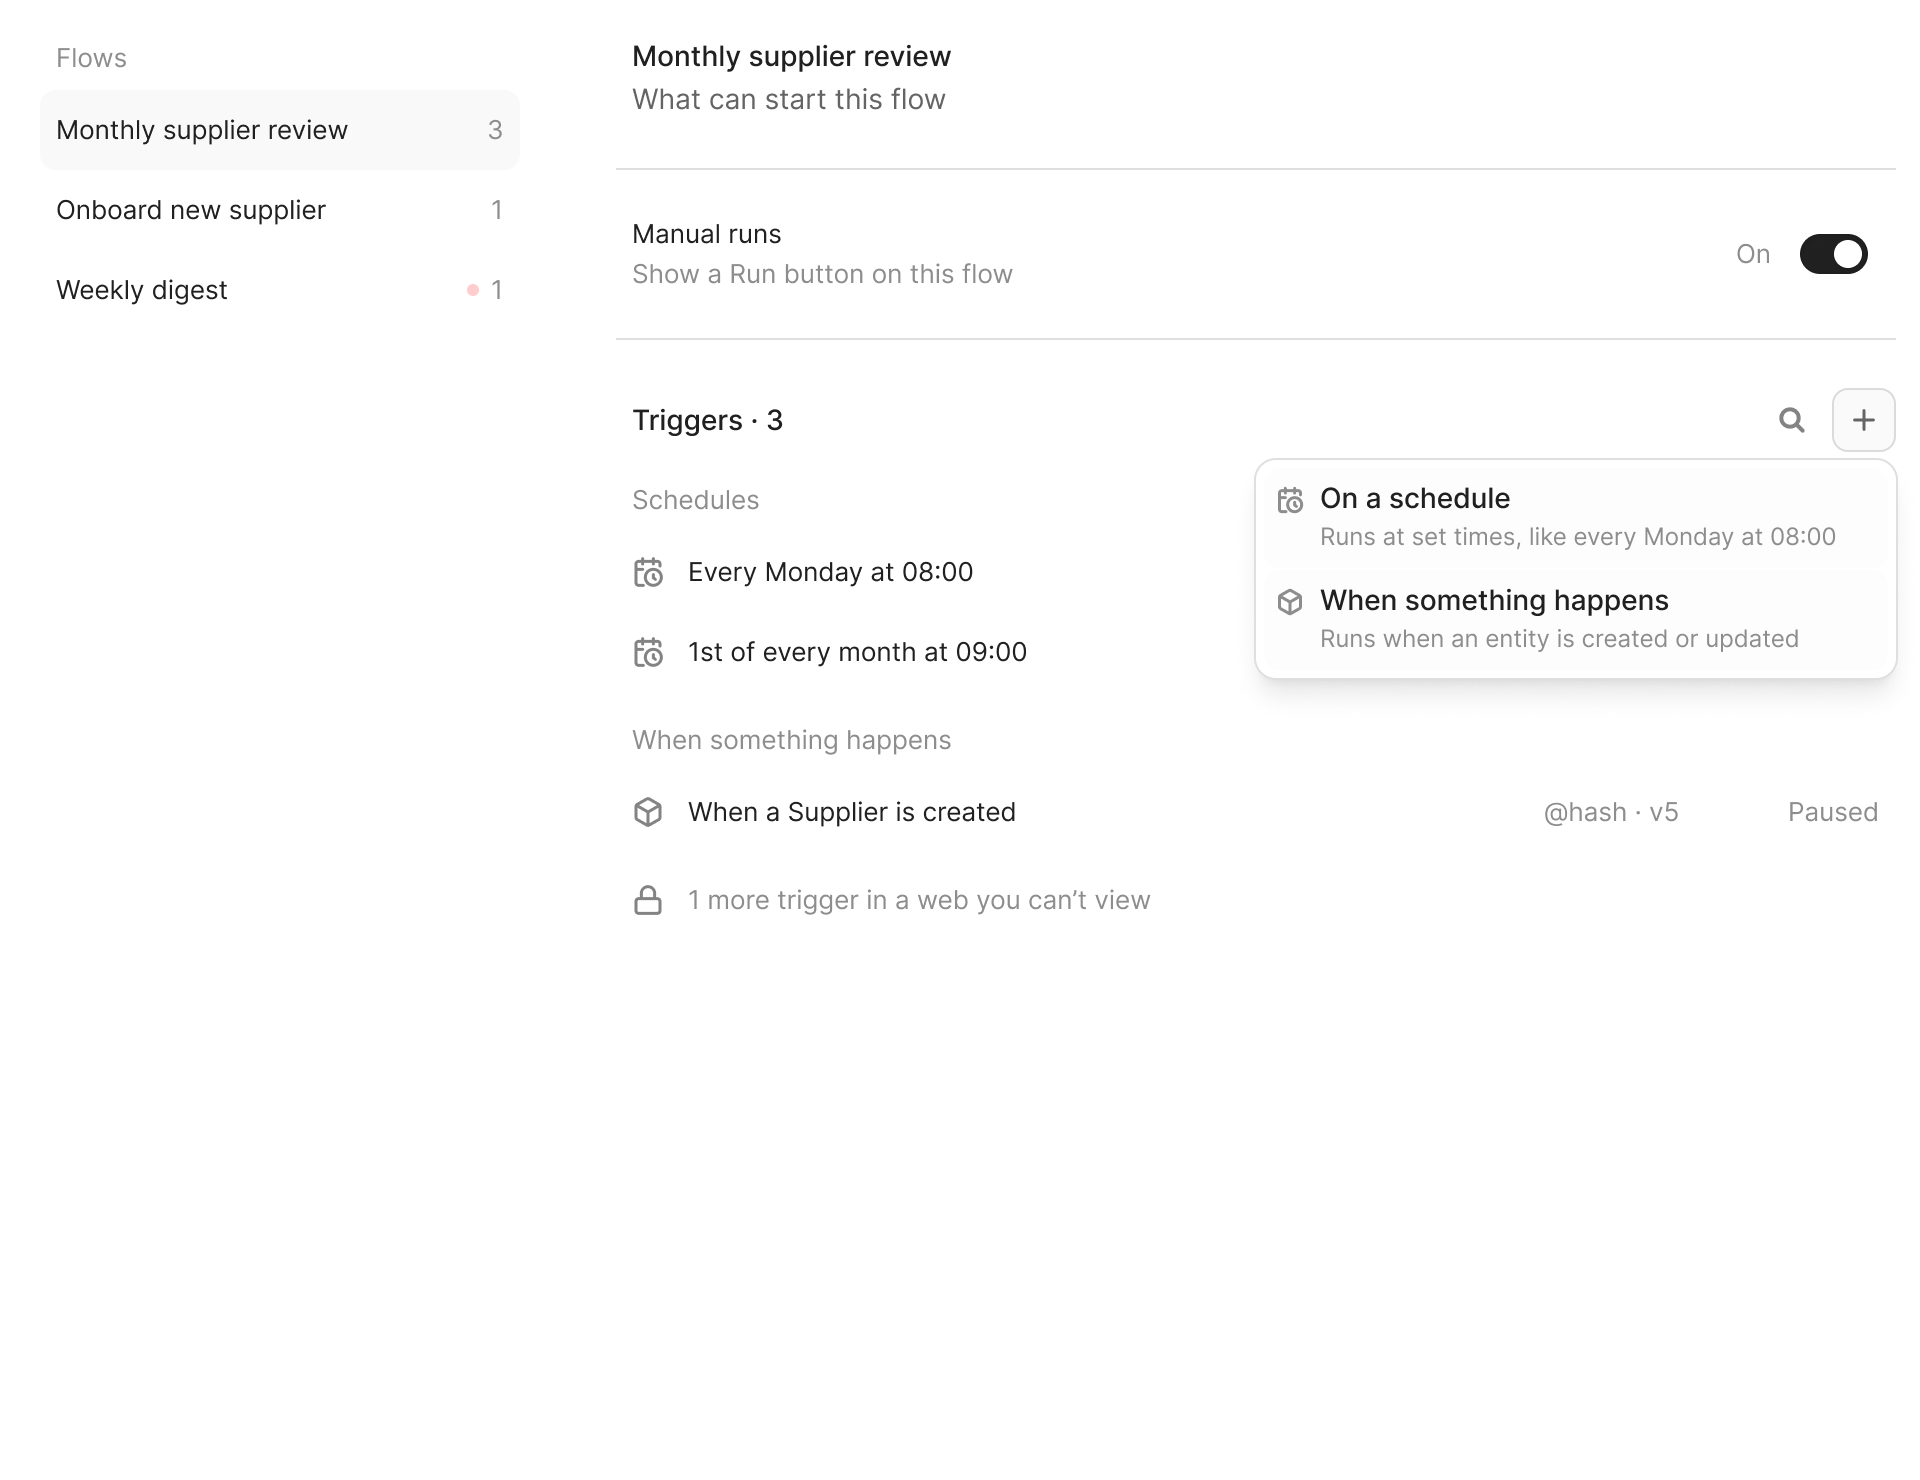 Flows
Monthly supplier review 3
Onboard new supplier 1
Weekly digest 1
Monthly supplier review
What can start this flow
Manual runs
Show a Run button on this flow
On
Triggers · 3
Schedules
Every Monday at 08:00
1st of every month at 09:00
On a schedule
Runs at set times, like every Monday at 08:00
When something happens
Runs when an entity is created or updated
When something happens
When a Supplier is created @hash · v5 Paused
1 more trigger in a web you can’t view